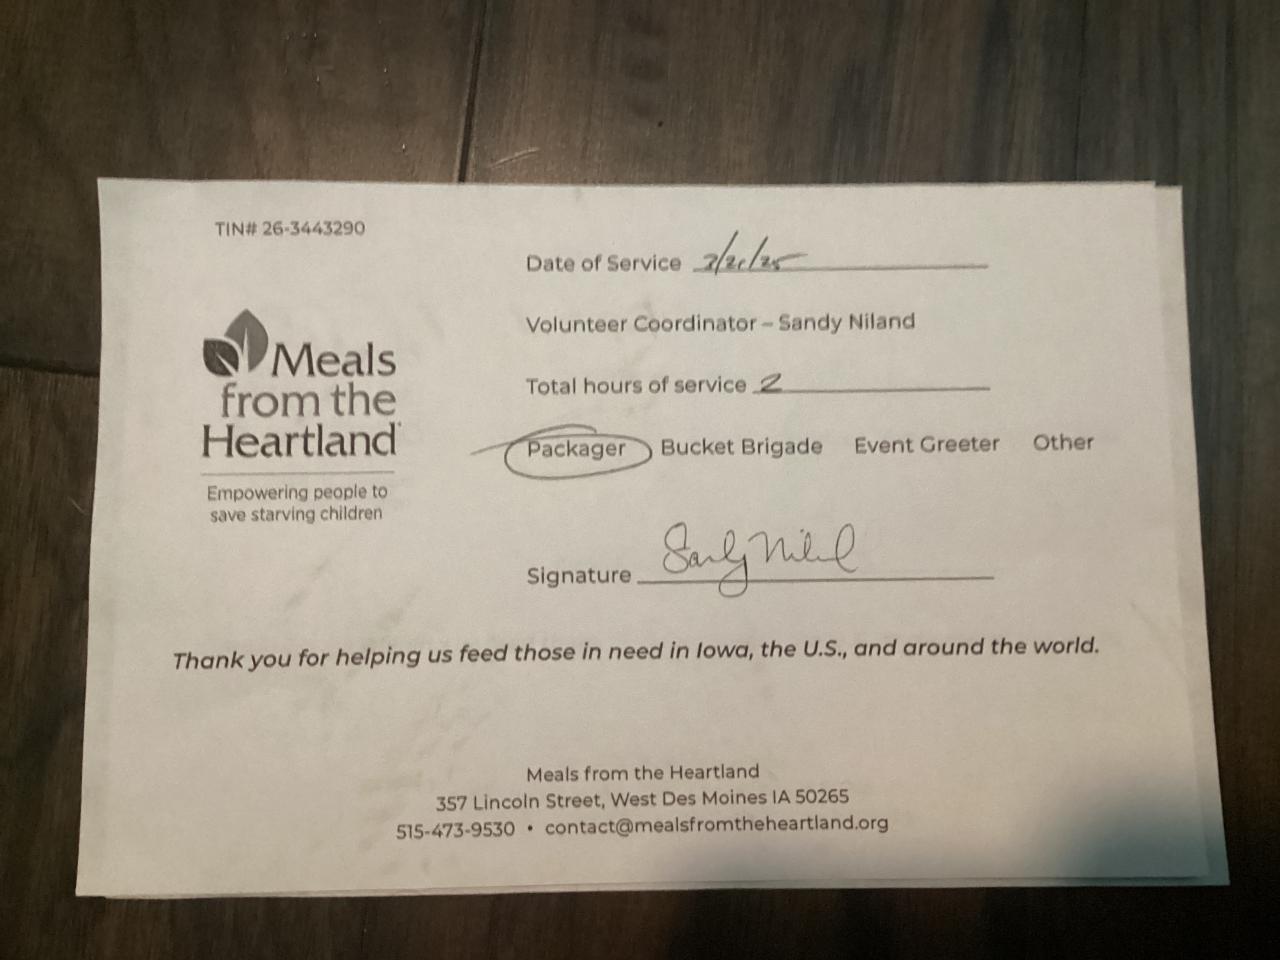 TIN# 26-3443290
Date of Service
Volunteer Coordinator – Sandy Niland
Meals
from the
Heartland
Total hours of service 2
Packager Bucket Brigade Event Greeter Other
Empowering people to
save starving children
Signature Sandy Niland
Thank you for helping us feed those in need in Iowa, the U.S., and around the world.
Meals from the Heartland
357 Lincoln Street, West Des Moines IA 50265
515-473-9530 • contact@mealsfromtheheartland.org